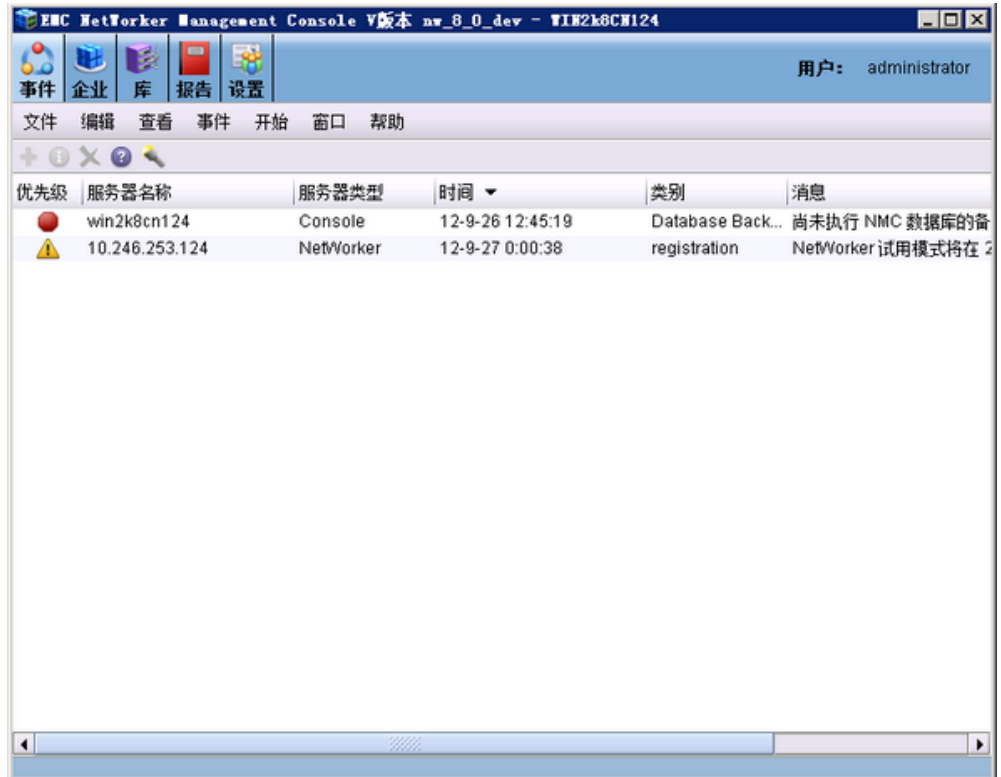 EMC NetWorker Management Console V版本 nw_8_0_dev - WIN2k8CN124
事件 企业 库 报告 设置 用户： administrator
文件 编辑 查看 事件 开始 窗口 帮助
优先级 服务器名称 服务器类型 时间 类别 消息
win2k8cn124 Console 12-9-26 12:45:19 Database Back... 尚未执行 NMC 数据库的备
10.246.253.124 NetWorker 12-9-27 0:00:38 registration NetWorker 试用模式将在 2